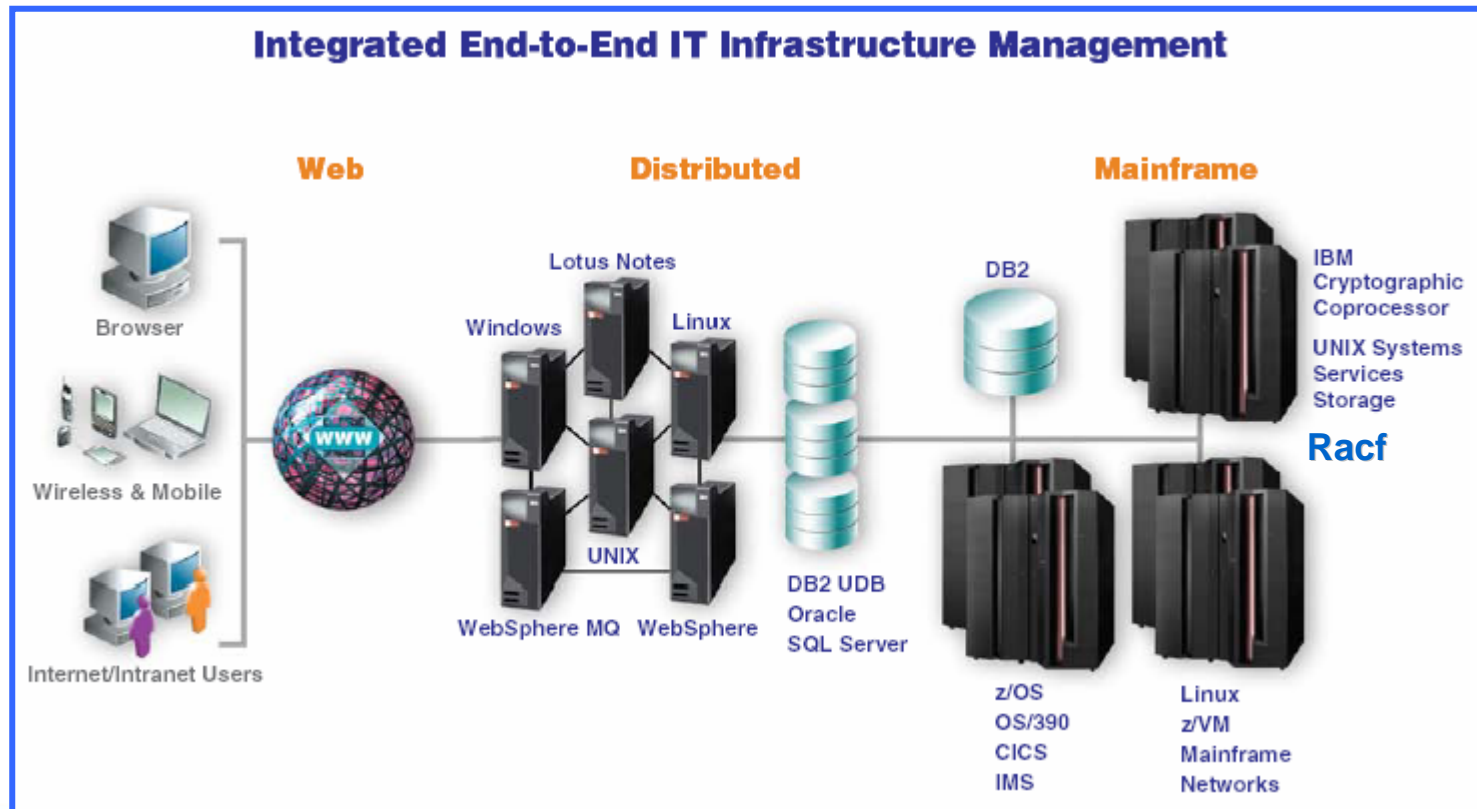 Integrated End-to-End IT Infrastructure Management
Web
Distributed
Mainframe
Browser
Wireless & Mobile
Internet/Intranet Users
www
Lotus Notes
Windows
Linux
UNIX
WebSphere MQ
WebSphere
DB2 UDB
Oracle
SQL Server
DB2
IBM
Cryptographic
Coprocessor
UNIX Systems
Services
Storage
Racf
z/OS
OS/390
CICS
IMS
Linux
z/VM
Mainframe
Networks